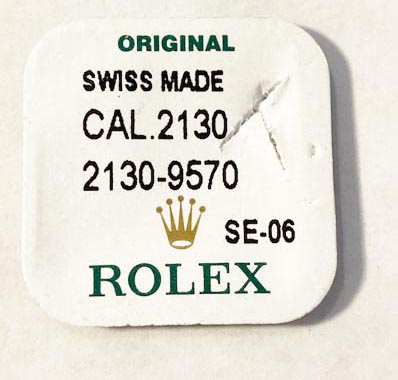 ORIGINAL
SWISS MADE
CAL.2130
2130-9570
SE-06
ROLEX